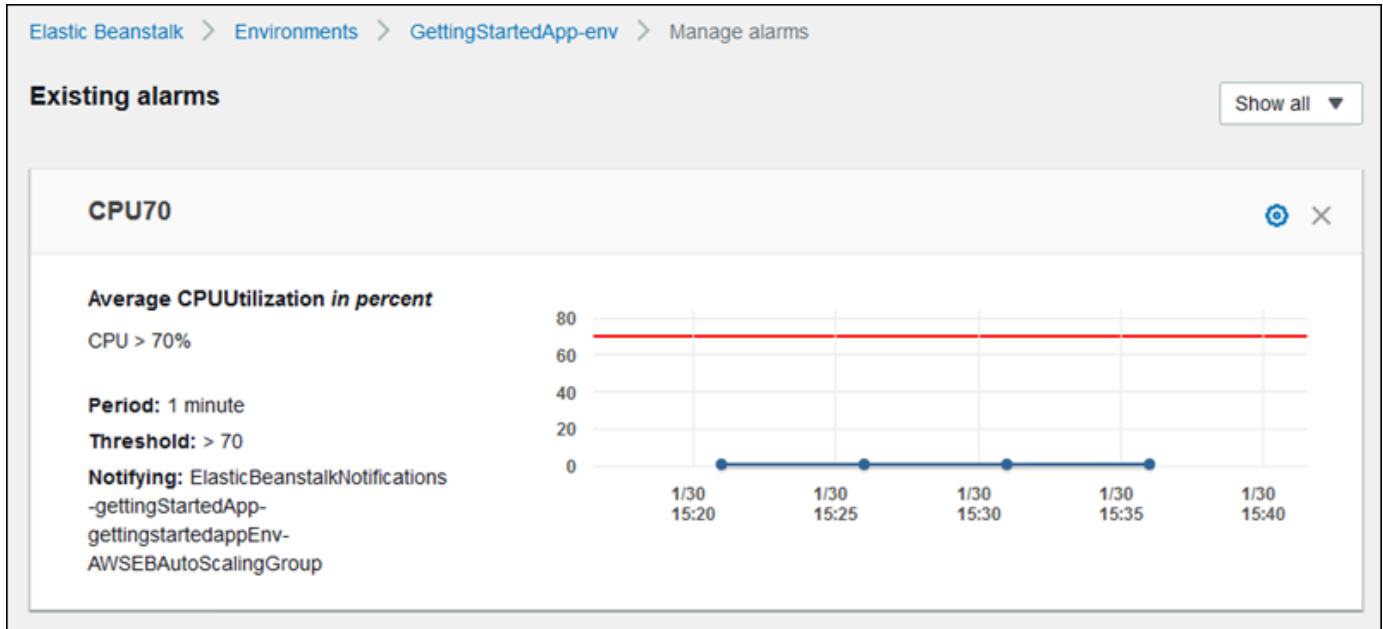 Elastic Beanstalk > Environments > GettingStartedApp-env > Manage alarms
Existing alarms
Show all
CPU70
Average CPUUtilization in percent
CPU > 70%
Period: 1 minute
Threshold: > 70
Notifying: ElasticBeanstalkNotifications
-gettingStartedApp-
gettingstartedappEnv-
AWSEBAutoScalingGroup
80
60
40
20
0
1/30 1/30 1/30 1/30 1/30
15:20 15:25 15:30 15:35 15:40